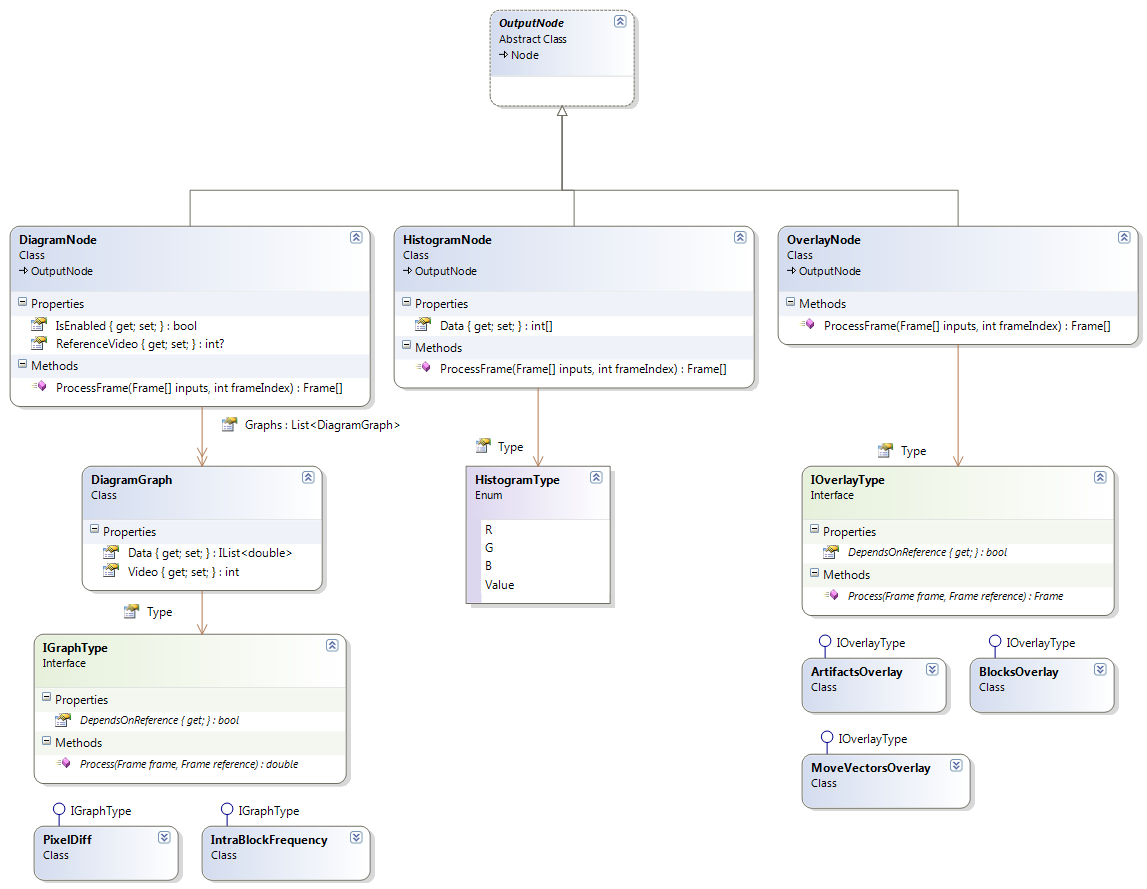 OutputNode
Abstract Class
Node
DiagramNode
Class
OutputNode
Properties
IsEnabled { get; set; } : bool
ReferenceVideo { get; set; } : int?
Methods
ProcessFrame(Frame[] inputs, int frameIndex) : Frame[]
HistogramNode
Class
OutputNode
Properties
Data { get; set; } : int[]
Methods
ProcessFrame(Frame[] inputs, int frameIndex) : Frame[]
OverlayNode
Class
OutputNode
Methods
ProcessFrame(Frame[] inputs, int frameIndex) : Frame[]
Graphs : List<DiagramGraph>
DiagramGraph
Class
Properties
Data { get; set; } : IList<double>
Video { get; set; } : int
Type
IGraphType
Interface
Properties
DependsOnReference { get; } : bool
Methods
Process(Frame frame, Frame reference) : double
IGraphType
PixelDiff
Class
IGraphType
IntraBlockFrequency
Class
Type
HistogramType
Enum
R
G
B
Value
Type
IOverlayType
Interface
Properties
DependsOnReference { get; } : bool
Methods
Process(Frame frame, Frame reference) : Frame
IOverlayType
ArtifactsOverlay
Class
IOverlayType
BlocksOverlay
Class
IOverlayType
MoveVectorsOverlay
Class